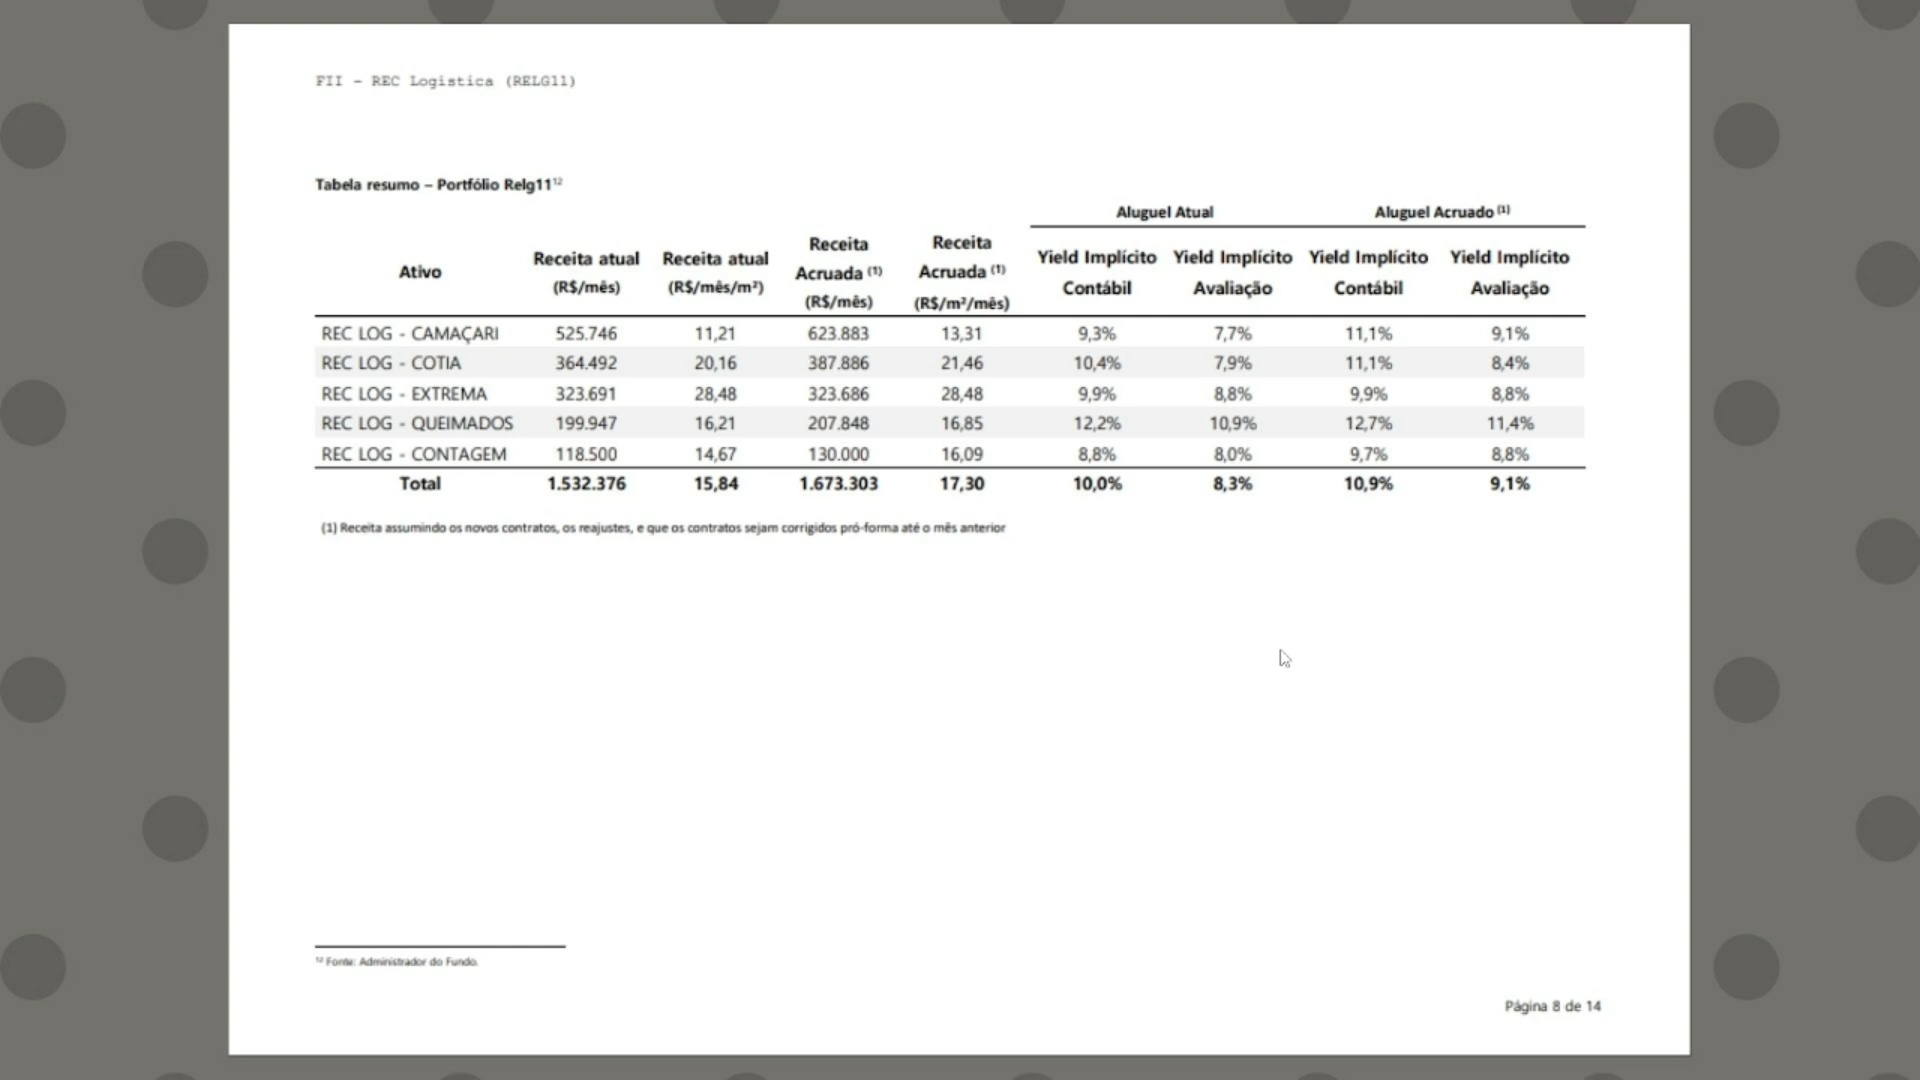 FII - REC Logistica (RELG11)
Tabela resumo – Portfólio Relg11¹²
Aluguel Atual Aluguel Acruado ⁽¹⁾
Ativo Receita atual (R$/mês) Receita atual (R$/mês/m²) Receita Acruada ⁽¹⁾ (R$/mês) Receita Acruada ⁽¹⁾ (R$/m²/mês) Yield Implícito Contábil Yield Implícito Avaliação Yield Implícito Contábil Yield Implícito Avaliação
REC LOG - CAMAÇARI 525.746 11,21 623.883 13,31 9,3% 7,7% 11,1% 9,1%
REC LOG - COTIA 364.492 20,16 387.886 21,46 10,4% 7,9% 11,1% 8,4%
REC LOG - EXTREMA 323.691 28,48 323.686 28,48 9,9% 8,8% 9,9% 8,8%
REC LOG - QUEIMADOS 199.947 16,21 207.848 16,85 12,2% 10,9% 12,7% 11,4%
REC LOG - CONTAGEM 118.500 14,67 130.000 16,09 8,8% 8,0% 9,7% 8,8%
Total 1.532.376 15,84 1.673.303 17,30 10,0% 8,3% 10,9% 9,1%
(1) Receita assumindo os novos contratos, os reajustes, e que os contratos sejam corrigidos pró-forma até o mês anterior
¹² Fonte: Administrador do Fundo.
Página 8 de 14